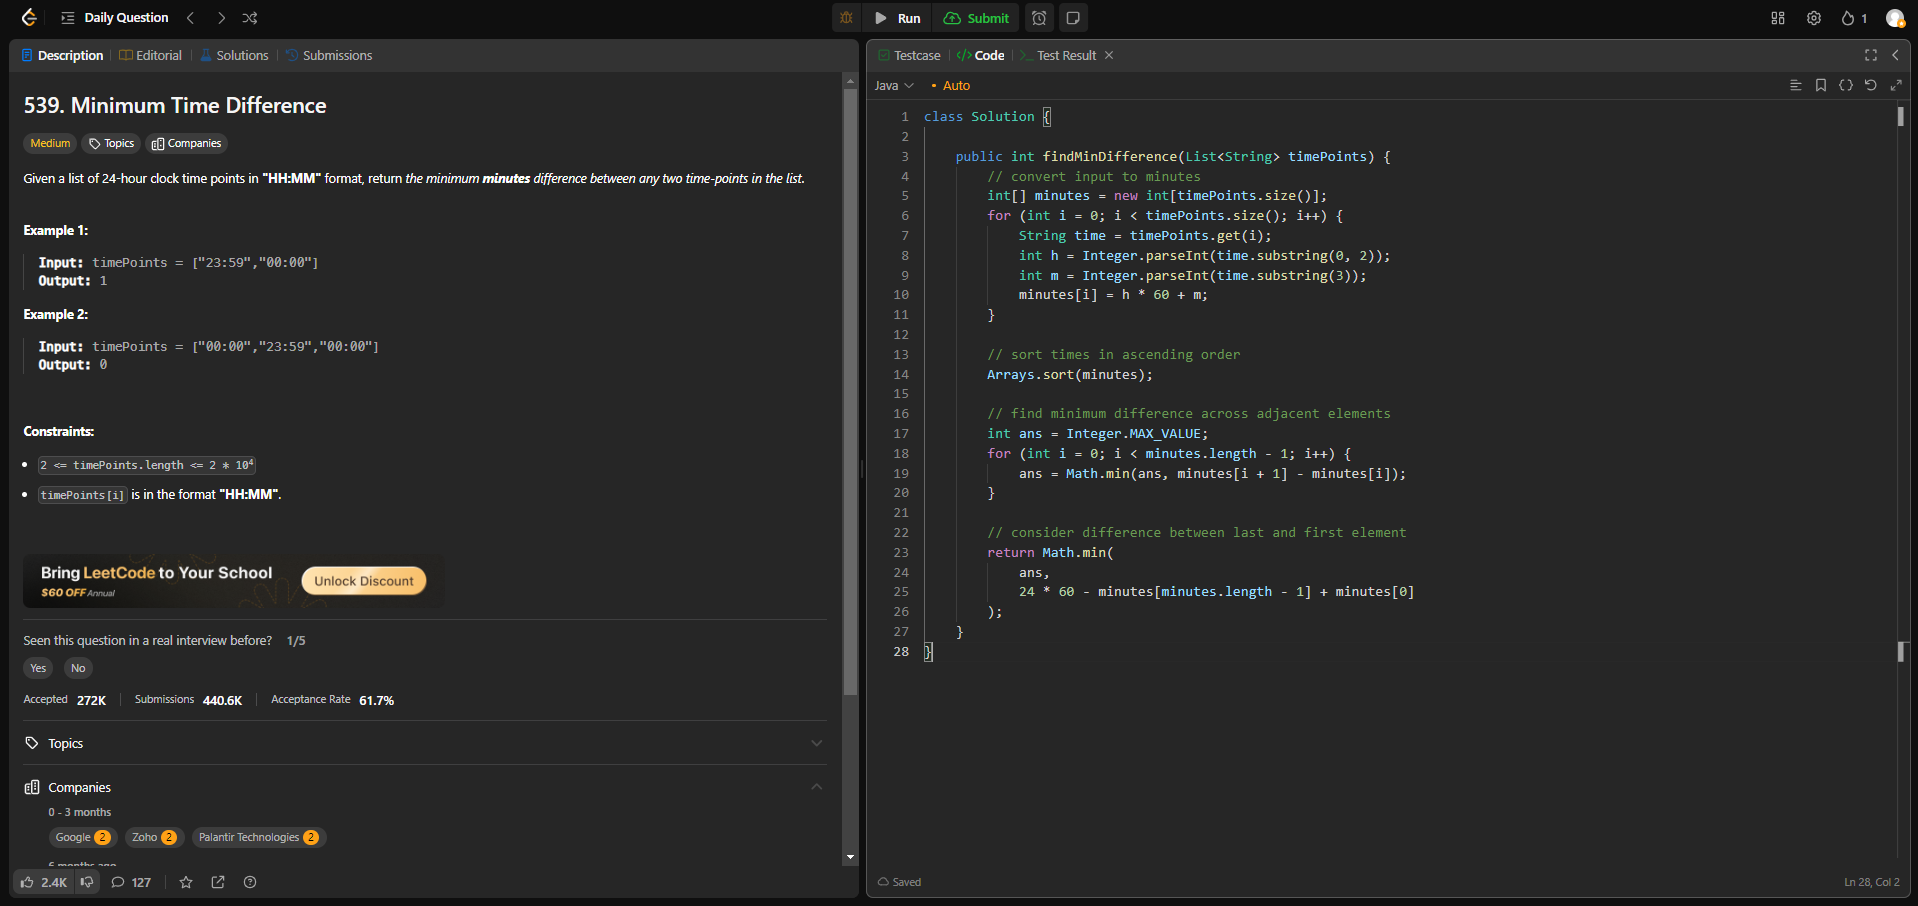 Daily Question
Run
Submit
1
Description
Editorial
Solutions
Submissions
539. Minimum Time Difference
Medium
Topics
Companies
Given a list of 24-hour clock time points in "HH:MM" format, return the minimum minutes difference between any two time-points in the list.
Example 1:
Input: timePoints = ["23:59","00:00"]
Output: 1
Example 2:
Input: timePoints = ["00:00","23:59","00:00"]
Output: 0
Constraints:
2 <= timePoints.length <= 2 * 10⁴
timePoints[i] is in the format "HH:MM".
Bring LeetCode to Your School
$60 OFF Annual
Unlock Discount
Seen this question in a real interview before? 1/5
Yes
No
Accepted 272K
Submissions 440.6K
Acceptance Rate 61.7%
Topics
Companies
0 - 3 months
Google 2
Zoho 2
Palantir Technologies 2
6 months ago
2.4K
127
Testcase
</> Code
Test Result
Java
Auto
1 class Solution {
2
3     public int findMinDifference(List<String> timePoints) {
4         // convert input to minutes
5         int[] minutes = new int[timePoints.size()];
6         for (int i = 0; i < timePoints.size(); i++) {
7             String time = timePoints.get(i);
8             int h = Integer.parseInt(time.substring(0, 2));
9             int m = Integer.parseInt(time.substring(3));
10             minutes[i] = h * 60 + m;
11         }
12
13         // sort times in ascending order
14         Arrays.sort(minutes);
15
16         // find minimum difference across adjacent elements
17         int ans = Integer.MAX_VALUE;
18         for (int i = 0; i < minutes.length - 1; i++) {
19             ans = Math.min(ans, minutes[i + 1] - minutes[i]);
20         }
21
22         // consider difference between last and first element
23         return Math.min(
24             ans,
25             24 * 60 - minutes[minutes.length - 1] + minutes[0]
26         );
27     }
28 }
Saved
Ln 28, Col 2